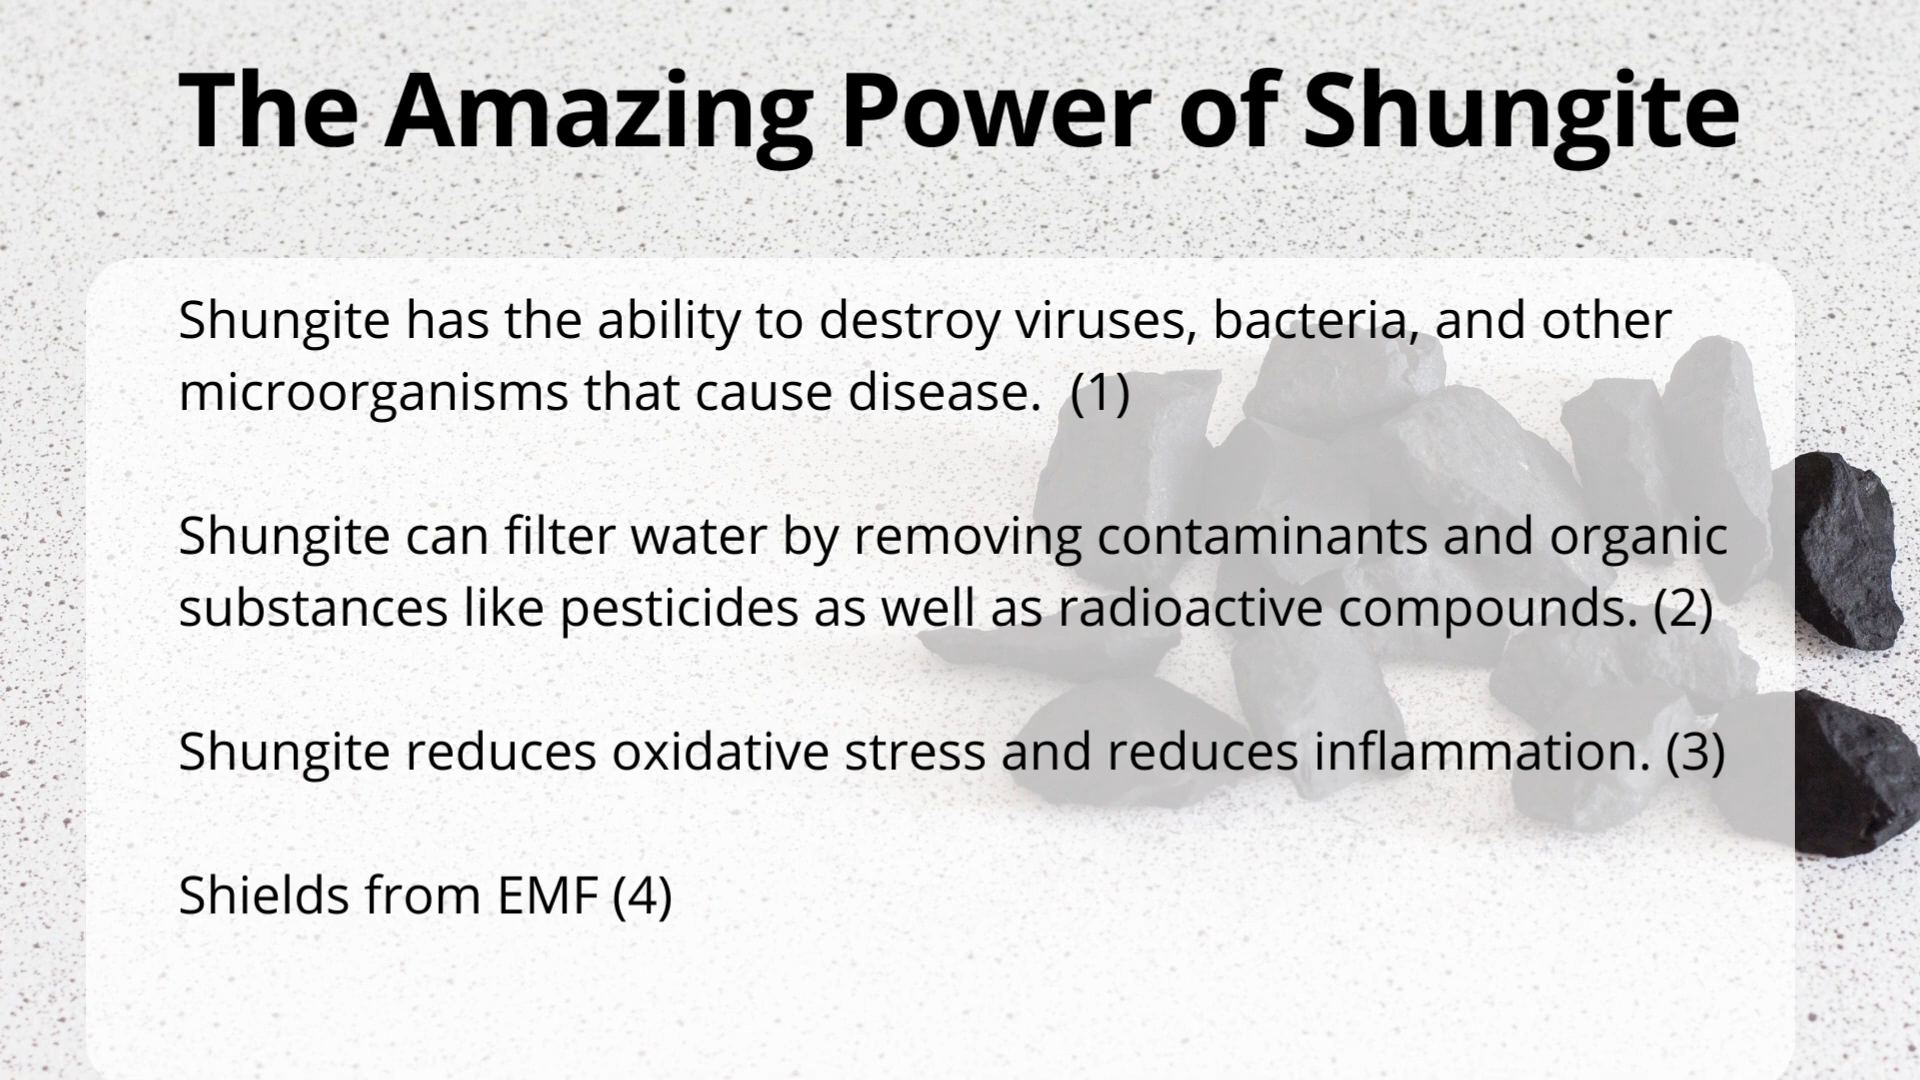 The Amazing Power of Shungite
Shungite has the ability to destroy viruses, bacteria, and other
microorganisms that cause disease.  (1)
Shungite can filter water by removing contaminants and organic
substances like pesticides as well as radioactive compounds. (2)
Shungite reduces oxidative stress and reduces inflammation. (3)
Shields from EMF (4)